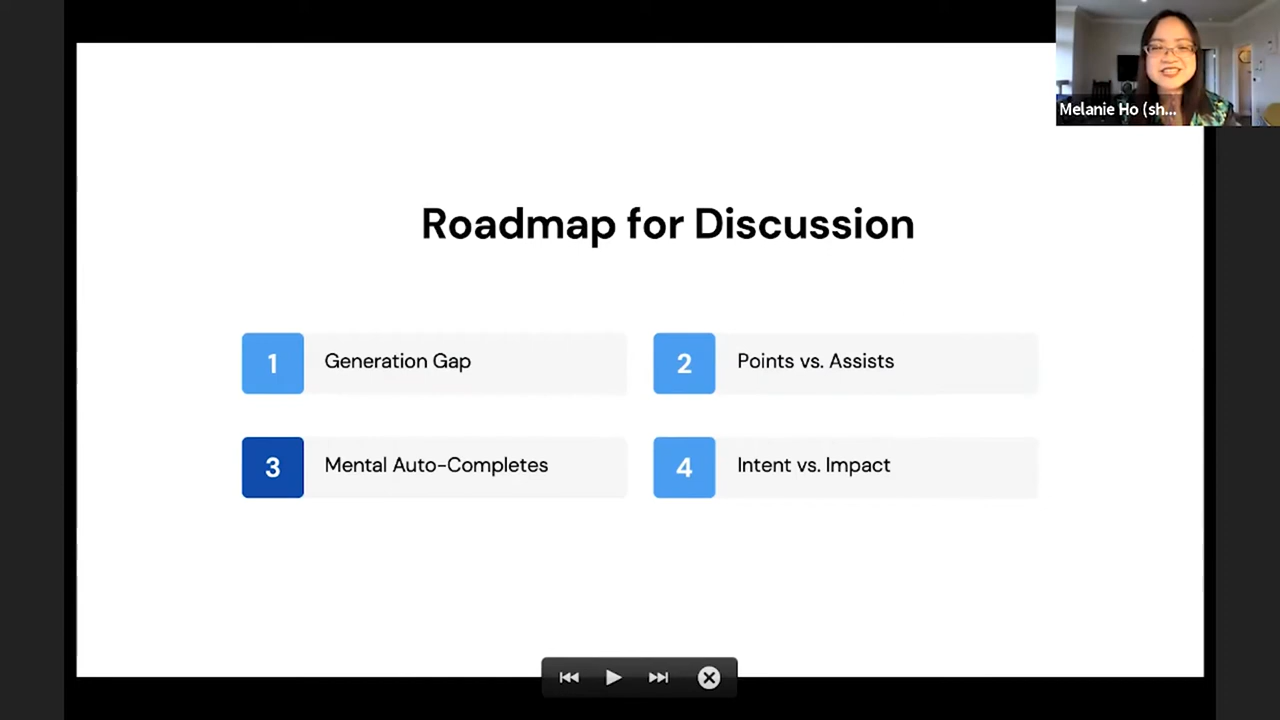 Melanie Ho (sh...
Roadmap for Discussion
1 Generation Gap
2 Points vs. Assists
3 Mental Auto-Completes
4 Intent vs. Impact